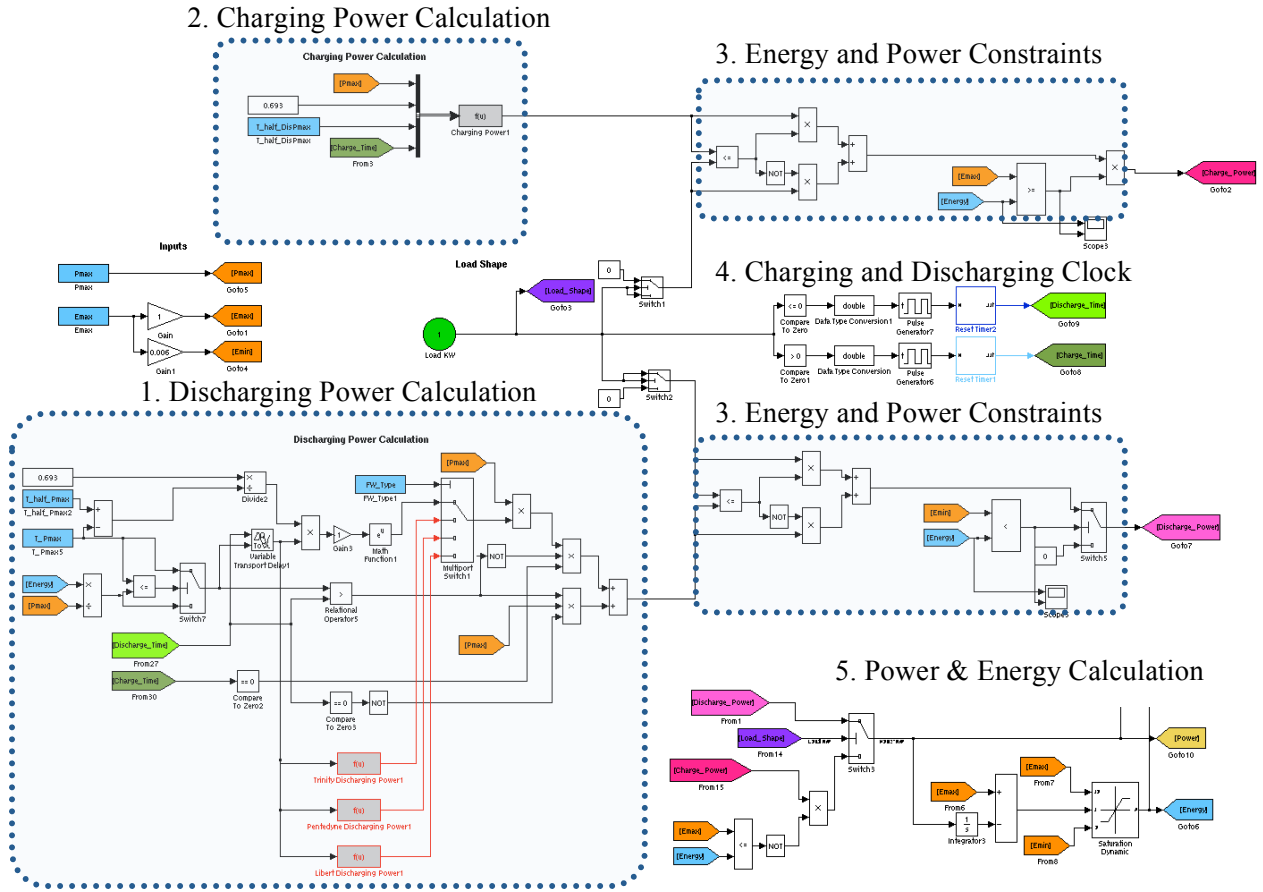 2. Charging Power Calculation
Charging Power Calculation
[Pmax]
0.693
T_half_DisPmax
T_half_DisPmax
[Charge_Time]
From3
f(u)
Charging Power1
3. Energy and Power Constraints
×
<=
NOT
×
+
+
[Emax]
[Energy]
>=
×
Scope3
[Charge_Power]
Goto2
Inputs
Pmax
Pmax
[Pmax]
Goto5
Emax
Emax
1
Gain
[Emax]
Goto1
0.006
Gain1
[Emin]
Goto4
Load Shape
[Load_Shape]
Goto3
1
Load KW
0
Switch1
0
Switch2
4. Charging and Discharging Clock
<= 0
Compare
To Zero
double
Data Type Conversion1
Pulse
Generator7
Reset Timer2
[Discharge_Time]
Goto9
> 0
Compare
To Zero1
double
Data Type Conversion
Pulse
Generator6
Reset Timer1
[Charge_Time]
Goto8
1. Discharging Power Calculation
Discharging Power Calculation
0.693
T_half_Pmax
T_half_Pmax2
T_Pmax
T_Pmax5
[Energy]
[Pmax]
×
÷
+
−
<=
Switch7
×
÷
Divide2
To
Variable
Transport Delay1
×
1
Gain3
e^u
Math
Function1
FW_Type
FW_Type1
[Pmax]
Multiport
Switch1
NOT
×
×
×
+
+
>
Relational
Operator5
[Pmax]
[Discharge_Time]
From27
[Charge_Time]
From30
== 0
Compare
To Zero2
== 0
Compare
To Zero3
NOT
f(u)
Trinity Discharging Power1
f(u)
Pentadyne Discharging Power1
f(u)
Libert Discharging Power1
3. Energy and Power Constraints
×
<=
NOT
×
+
+
[Emin]
[Energy]
<
0
Switch5
[Discharge_Power]
Goto7
5. Power & Energy Calculation
[Discharge_Power]
From1
[Load_Shape]
From14
[Charge_Power]
From15
Switch3
[Emax]
[Energy]
<=
NOT
×
[Emax]
From6
1
s
Integrator3
+
−
[Emax]
From7
[Emin]
From8
Saturation
Dynamic
[Power]
Goto10
[Energy]
Goto6